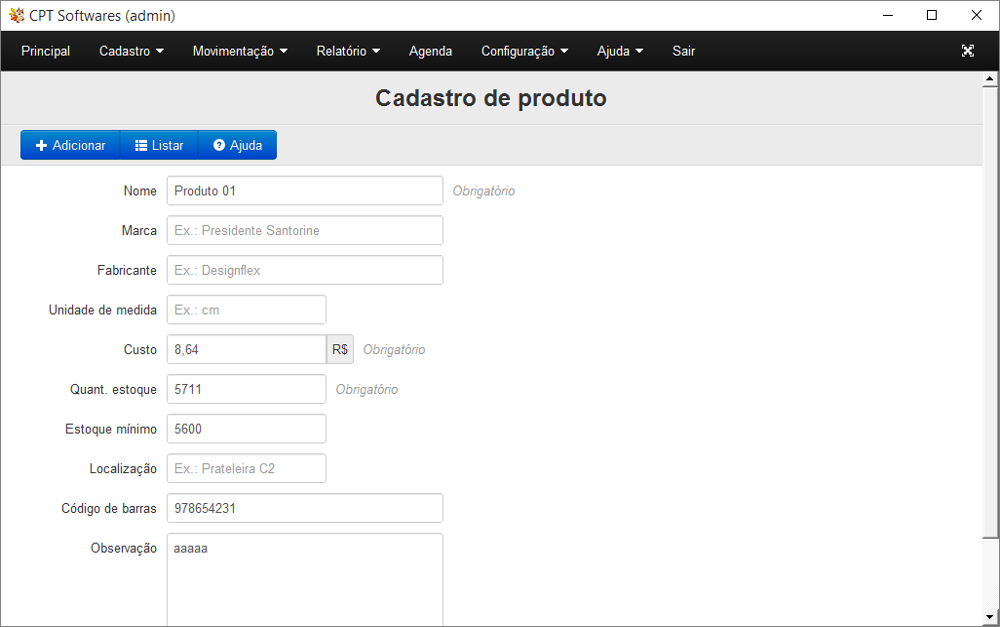 CPT Softwares (admin)
Principal Cadastro Movimentação Relatório Agenda Configuração Ajuda Sair
Cadastro de produto
Adicionar Listar Ajuda
Nome Produto 01 Obrigatório
Marca Ex.: Presidente Santorine
Fabricante Ex.: Designflex
Unidade de medida Ex.: cm
Custo 8,64 R$ Obrigatório
Quant. estoque 5711 Obrigatório
Estoque mínimo 5600
Localização Ex.: Prateleira C2
Código de barras 978654231
Observação aaaaa